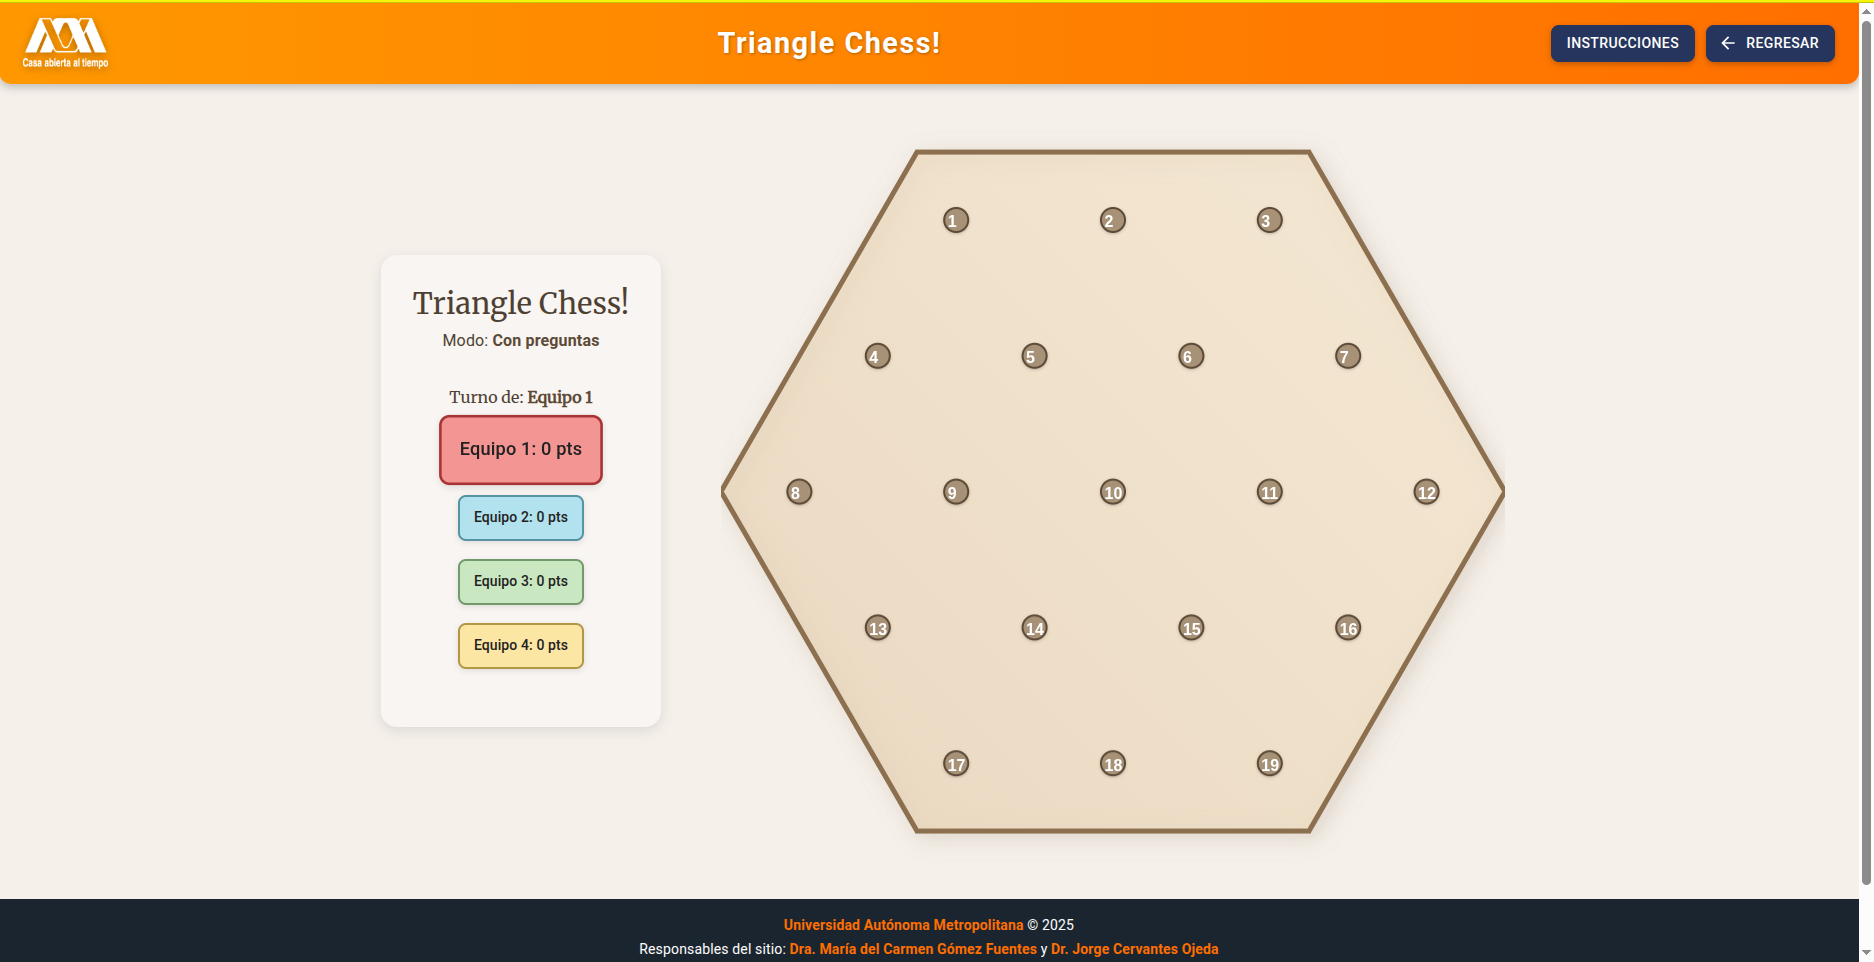 Casa abierta al tiempo
Triangle Chess!
INSTRUCCIONES
REGRESAR
Triangle Chess!
Modo: Con preguntas
Turno de: Equipo 1
Equipo 1: 0 pts
Equipo 2: 0 pts
Equipo 3: 0 pts
Equipo 4: 0 pts
1 2 3
4 5 6 7
8 9 10 11 12
13 14 15 16
17 18 19
Universidad Autónoma Metropolitana © 2025
Responsables del sitio: Dra. María del Carmen Gómez Fuentes y Dr. Jorge Cervantes Ojeda